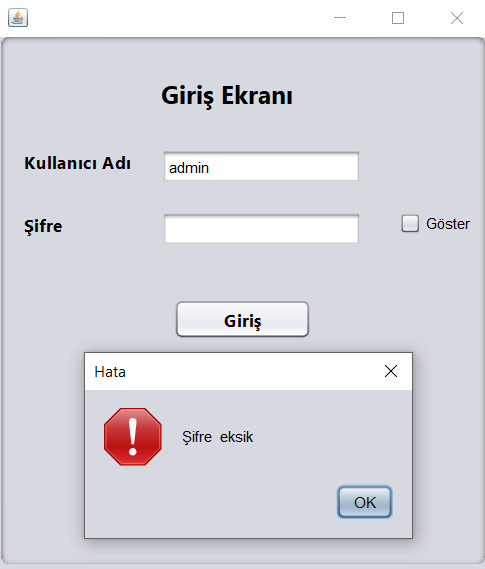 Giriş Ekranı
Kullanıcı Adı
admin
Şifre
Göster
Giriş
Hata
Şifre eksik
OK